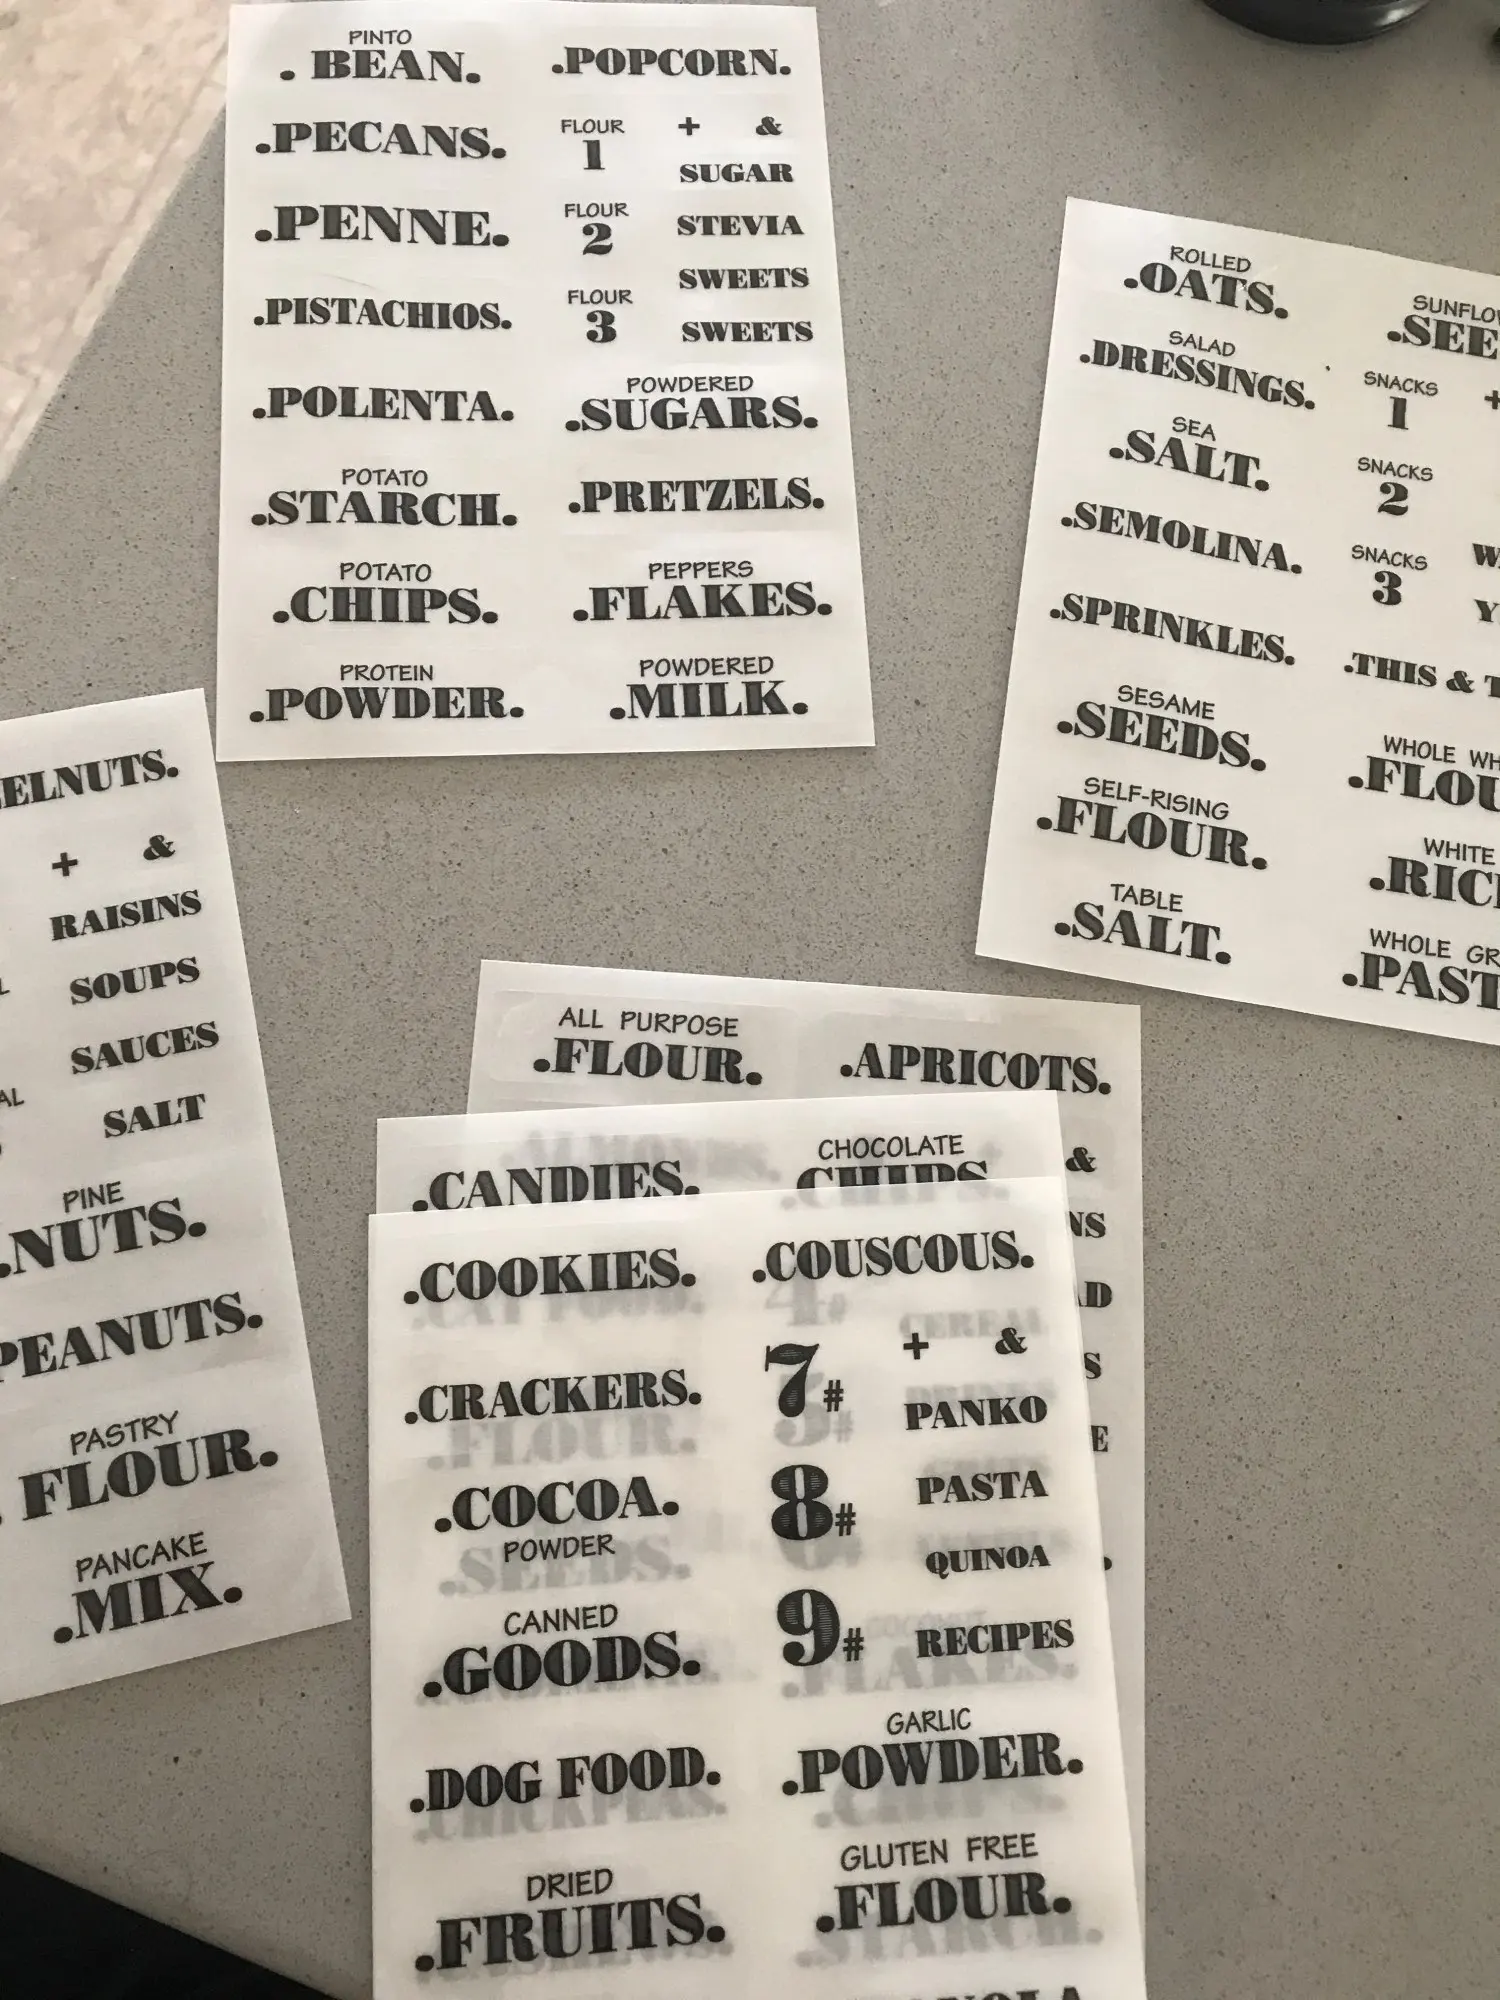 PINTO
. BEAN.
.PECANS.
.PENNE.
.PISTACHIOS.
.POLENTA.
POTATO
.STARCH.
POTATO
.CHIPS.
PROTEIN
.POWDER.
.POPCORN.
FLOUR
1
FLOUR
2
FLOUR
3
+ &
SUGAR
STEVIA
SWEETS
SWEETS
POWDERED
.SUGARS.
.PRETZELS.
PEPPERS
.FLAKES.
POWDERED
.MILK.
ROLLED
.OATS.
SALAD
.DRESSINGS.
SEA
.SALT.
.SEMOLINA.
.SPRINKLES.
SESAME
.SEEDS.
SELF-RISING
.FLOUR.
TABLE
.SALT.
SNACKS
1
+
SNACKS
2
SNACKS
3
.THIS &
WHOLE
WHITE
WHOLE
+ &
RAISINS
SOUPS
SAUCES
SALT
PINE
.NUTS.
PEANUTS.
PASTRY
. FLOUR.
PANCAKE
.MIX.
ALL PURPOSE
.FLOUR.
.APRICOTS.
&
.CANDIES.
CHOCOLATE
.CHIPS.
.COOKIES.
.CRACKERS.
.COCOA.
POWDER
CANNED
.GOODS.
.DOG FOOD.
DRIED
.FRUITS.
.COUSCOUS.
7#
8#
9#
+ &
PANKO
PASTA
QUINOA
RECIPES
GARLIC
.POWDER.
GLUTEN FREE
.FLOUR.